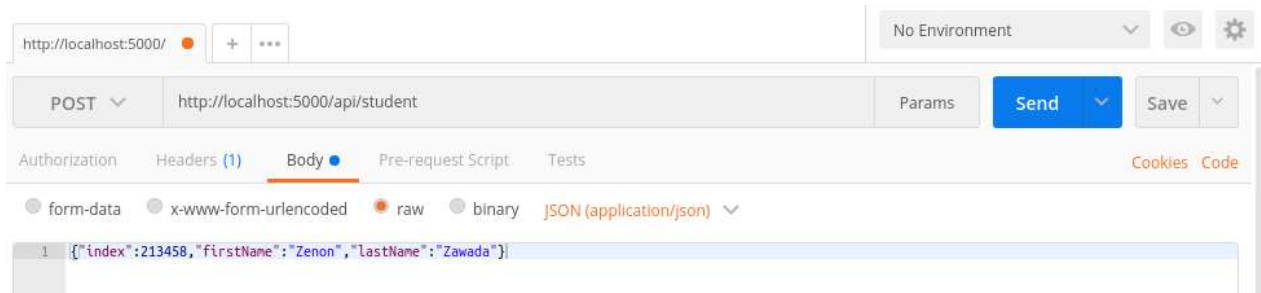 No Environment
http://localhost:5000/ + •••
POST http://localhost:5000/api/student Params Send Save
Authorization Headers (1) Body Pre-request Script Tests Cookies Code
form-data x-www-form-urlencoded raw binary JSON (application/json)
1 {"index":213458,"firstName":"Zenon","lastName":"Zawada"}